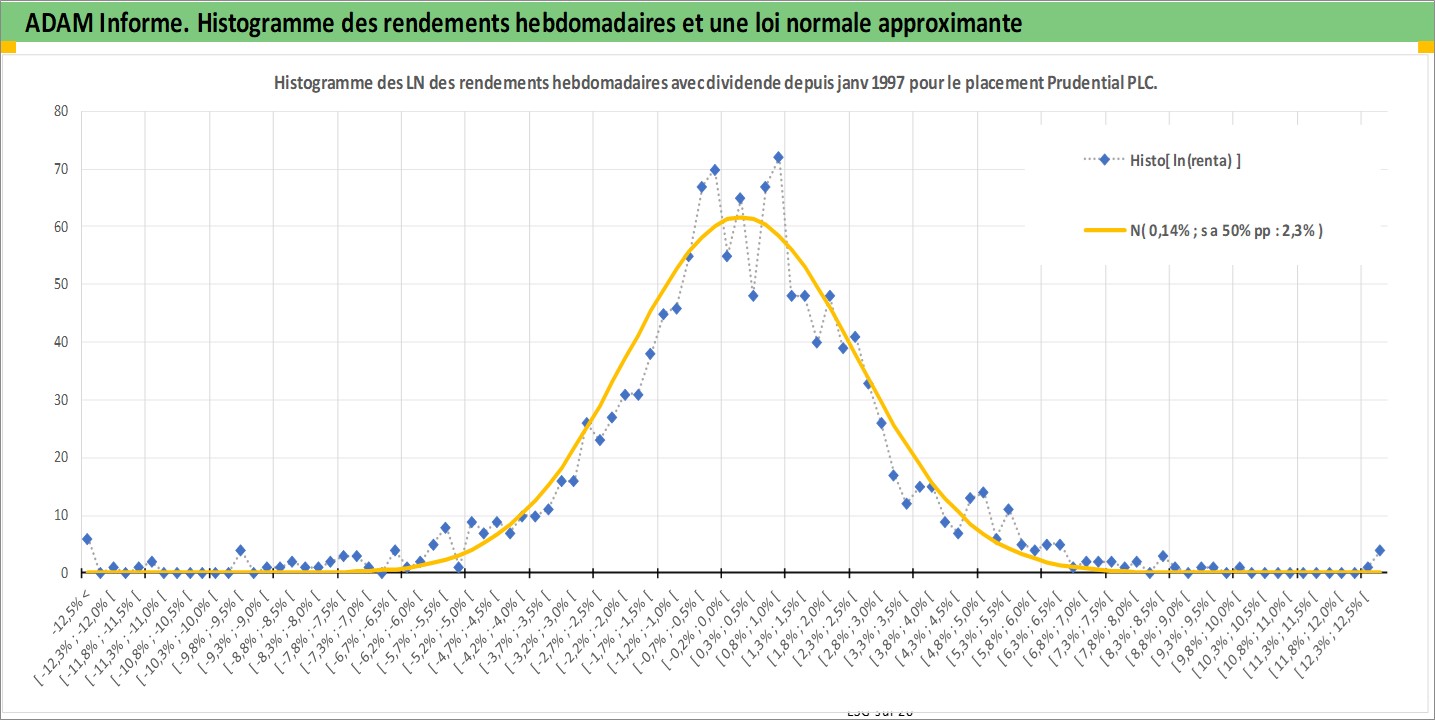 ADAM Informe. Histogramme des rendements hebdomadaires et une loi normale approximante
Histogramme des LN des rendements hebdomadaires avec dividende depuis janv 1997 pour le placement Prudential PLC.
80
70
60
50
40
30
20
10
0
Histo[ ln(renta) ]
N( 0,14% ; s a 50% pp : 2,3% )
-12,5% <
[ -12,3% ; -12,0% [
[ -11,8% ; -11,5% [
[ -11,3% ; -11,0% [
[ -10,8% ; -10,5% [
[ -10,3% ; -10,0% [
[ -9,8% ; -9,5% [
[ -9,3% ; -9,0% [
[ -8,8% ; -8,5% [
[ -8,3% ; -8,0% [
[ -7,8% ; -7,5% [
[ -7,3% ; -7,0% [
[ -6,7% ; -6,5% [
[ -6,2% ; -6,0% [
[ -5,7% ; -5,5% [
[ -5,2% ; -5,0% [
[ -4,7% ; -4,5% [
[ -4,2% ; -4,0% [
[ -3,7% ; -3,5% [
[ -3,2% ; -3,0% [
[ -2,7% ; -2,5% [
[ -2,2% ; -2,0% [
[ -1,7% ; -1,5% [
[ -1,2% ; -1,0% [
[ -0,7% ; -0,5% [
[ -0,2% ; 0,0% [
[ 0,3% ; 0,5% [
[ 0,8% ; 1,0% [
[ 1,3% ; 1,5% [
[ 1,8% ; 2,0% [
[ 2,3% ; 2,5% [
[ 2,8% ; 3,0% [
[ 3,3% ; 3,5% [
[ 3,8% ; 4,0% [
[ 4,3% ; 4,5% [
[ 4,8% ; 5,0% [
[ 5,3% ; 5,5% [
[ 5,8% ; 6,0% [
[ 6,3% ; 6,5% [
[ 6,8% ; 7,0% [
[ 7,3% ; 7,5% [
[ 7,8% ; 8,0% [
[ 8,3% ; 8,5% [
[ 8,8% ; 9,0% [
[ 9,3% ; 9,5% [
[ 9,8% ; 10,0% [
[ 10,3% ; 10,5% [
[ 10,8% ; 11,0% [
[ 11,3% ; 11,5% [
[ 11,8% ; 12,0% [
[ 12,3% ; 12,5% [